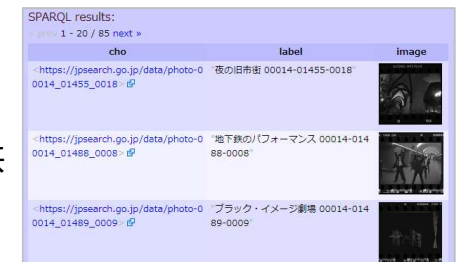 SPARQL results:
« prev 1 - 20 / 85 next »
cho label image
<https://jpsearch.go.jp/data/photo-0
0014_01455_0018>
"夜の旧市街 00014-01455-0018"
<https://jpsearch.go.jp/data/photo-0
0014_01488_0008>
"地下鉄のパフォーマンス 00014-014
88-0008"
<https://jpsearch.go.jp/data/photo-0
0014_01489_0009>
"ブラック・イメージ劇場 00014-014
89-0009"